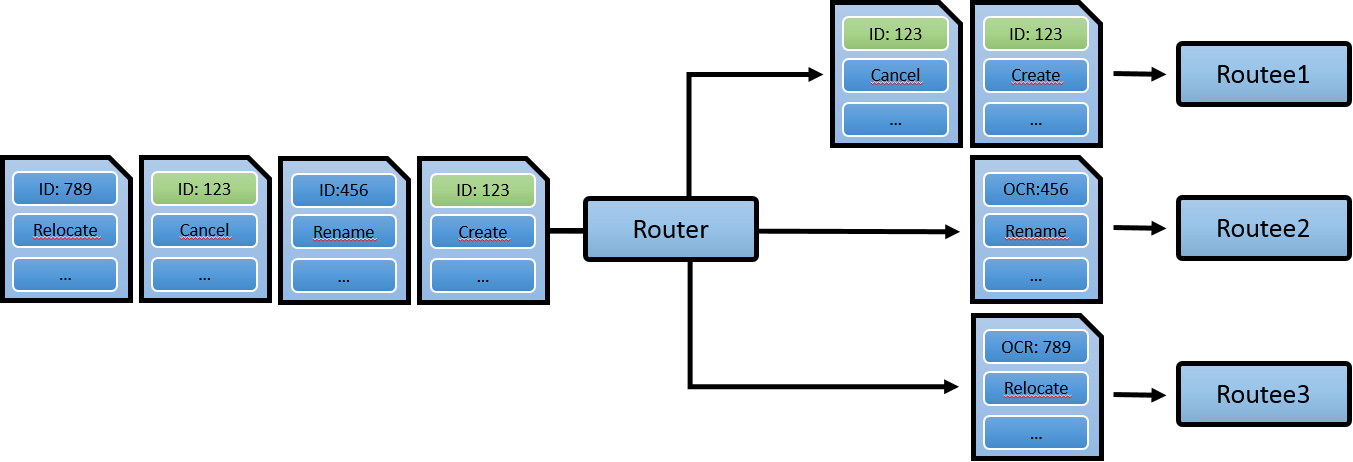 ID: 789
Relocate
...
ID: 123
Cancel
...
ID:456
Rename
...
ID: 123
Create
...
Router
ID: 123
Cancel
...
ID: 123
Create
...
Routee1
OCR:456
Rename
...
Routee2
OCR: 789
Relocate
...
Routee3